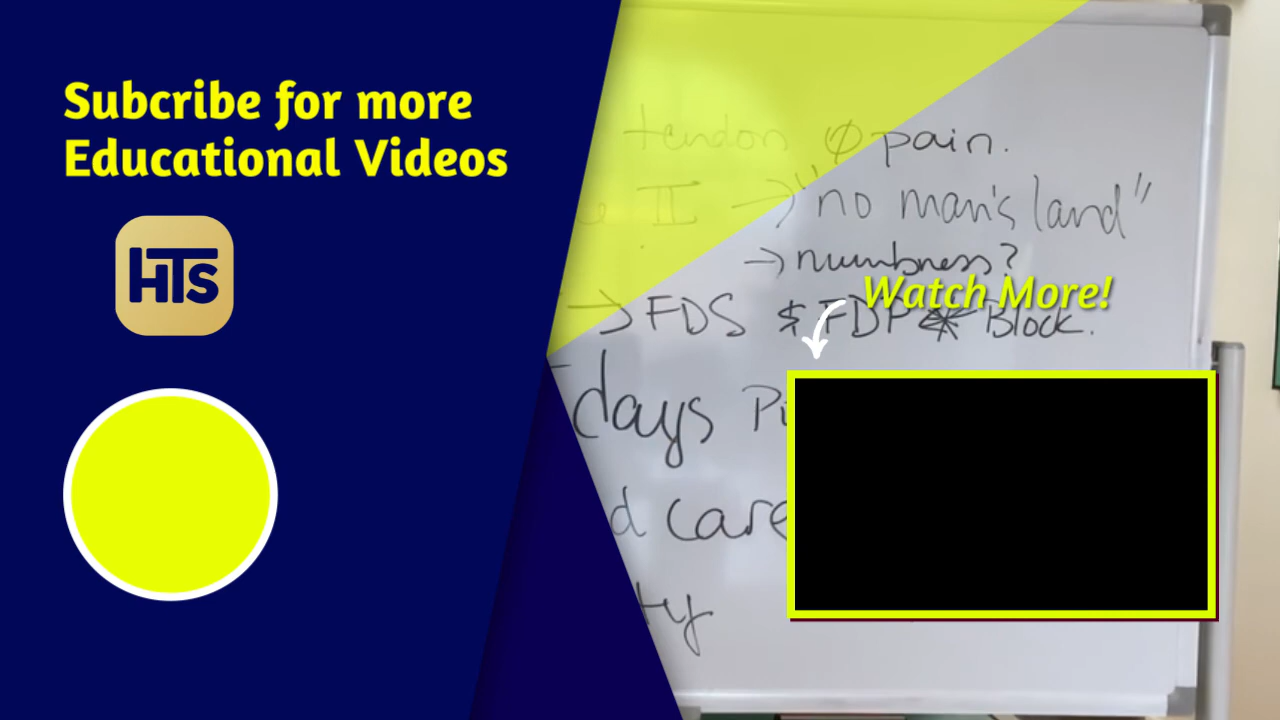 Subcribe for more
Educational Videos
HTS
tendon ϕ pain.
II → "no man's land"
→ numbness?
Watch More!
→ FDS & FDP * Block.
days
care